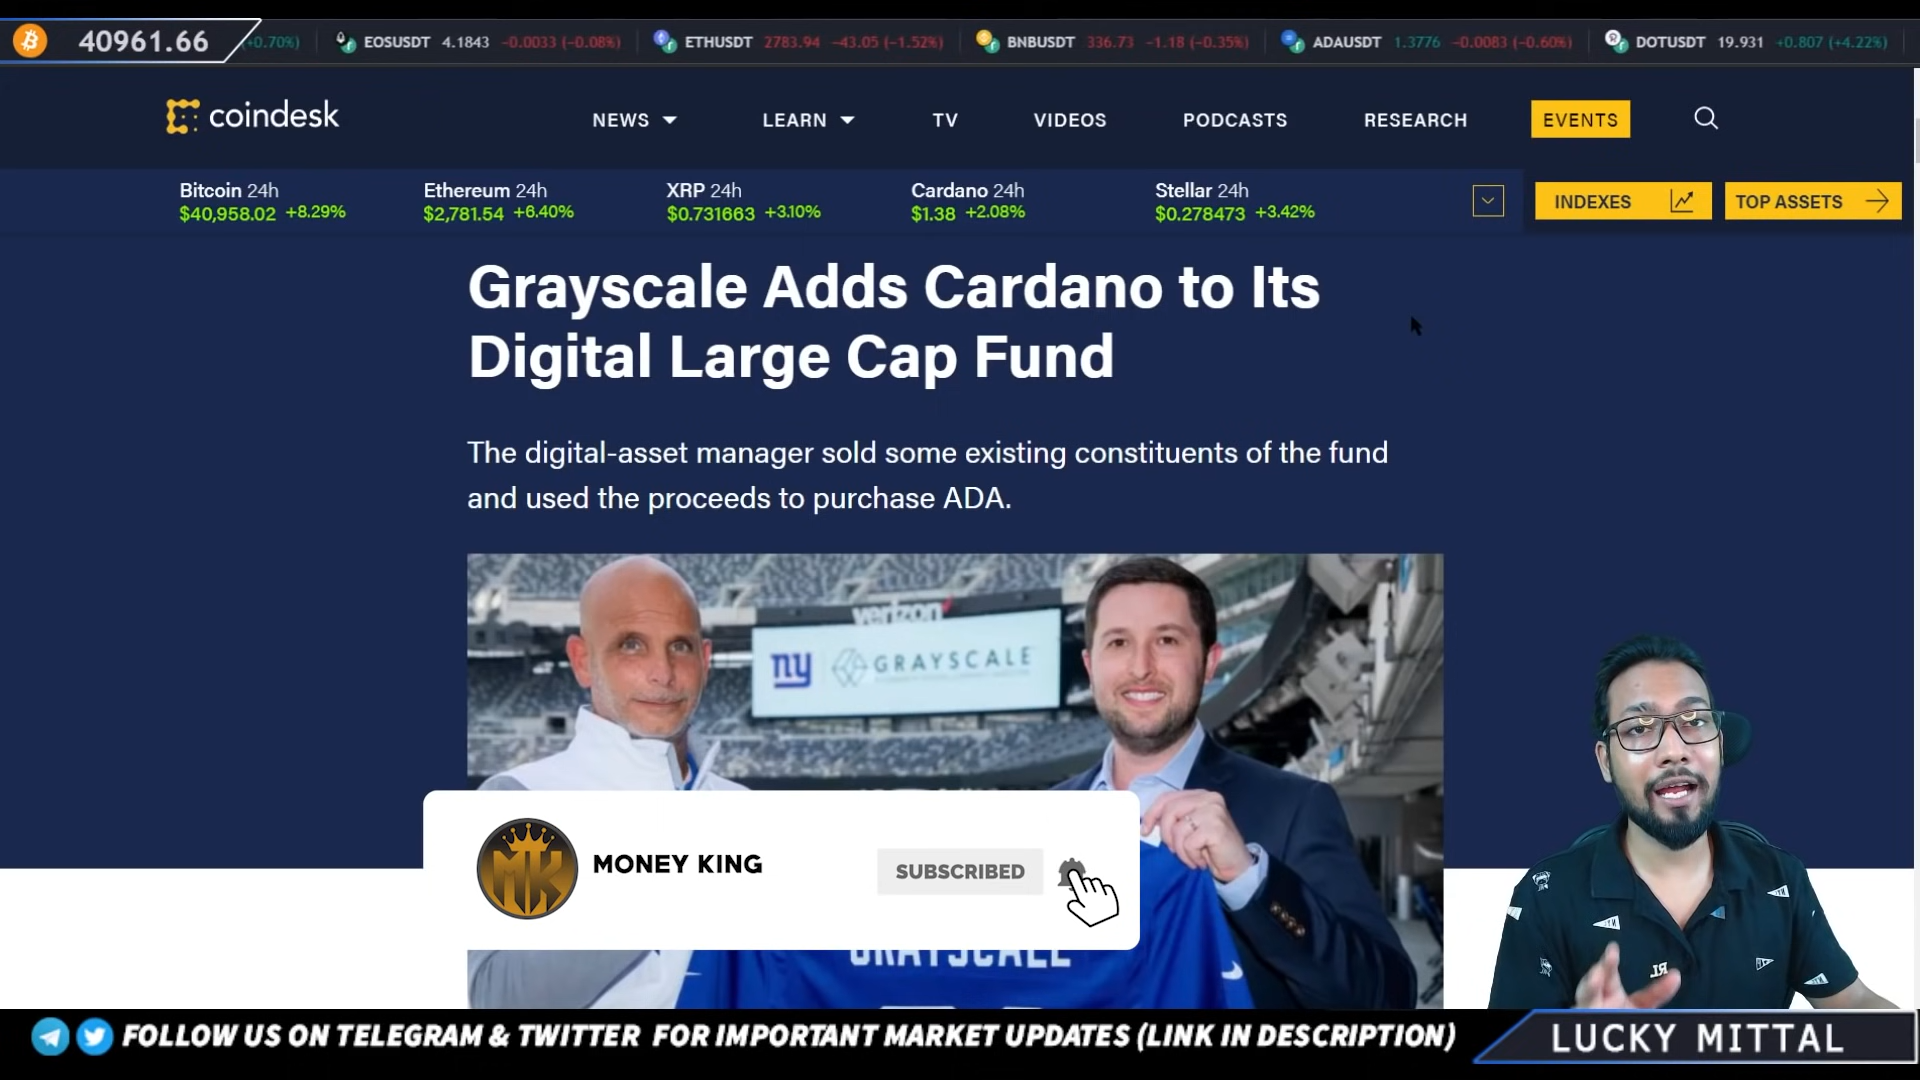 40961.66 (+0.70%) EOSUSDT 4.1843 −0.0033 (−0.08%) ETHUSDT 2783.94 −43.05 (−1.52%) BNBUSDT 336.73 −1.18 (−0.35%) ADAUSDT 1.3776 −0.0083 (−0.60%) DOTUSDT 19.931 +0.807 (+4.22%)
coindesk NEWS LEARN TV VIDEOS PODCASTS RESEARCH EVENTS
Bitcoin 24h Ethereum 24h XRP 24h Cardano 24h Stellar 24h
$40,958.02 +8.29% $2,781.54 +6.40% $0.731663 +3.10% $1.38 +2.08% $0.278473 +3.42%
INDEXES TOP ASSETS
Grayscale Adds Cardano to Its
Digital Large Cap Fund
The digital-asset manager sold some existing constituents of the fund
and used the proceeds to purchase ADA.
verizon
ny GRAYSCALE
MK MONEY KING SUBSCRIBED
GRAYSCALE
FOLLOW US ON TELEGRAM & TWITTER FOR IMPORTANT MARKET UPDATES (LINK IN DESCRIPTION)
LUCKY MITTAL